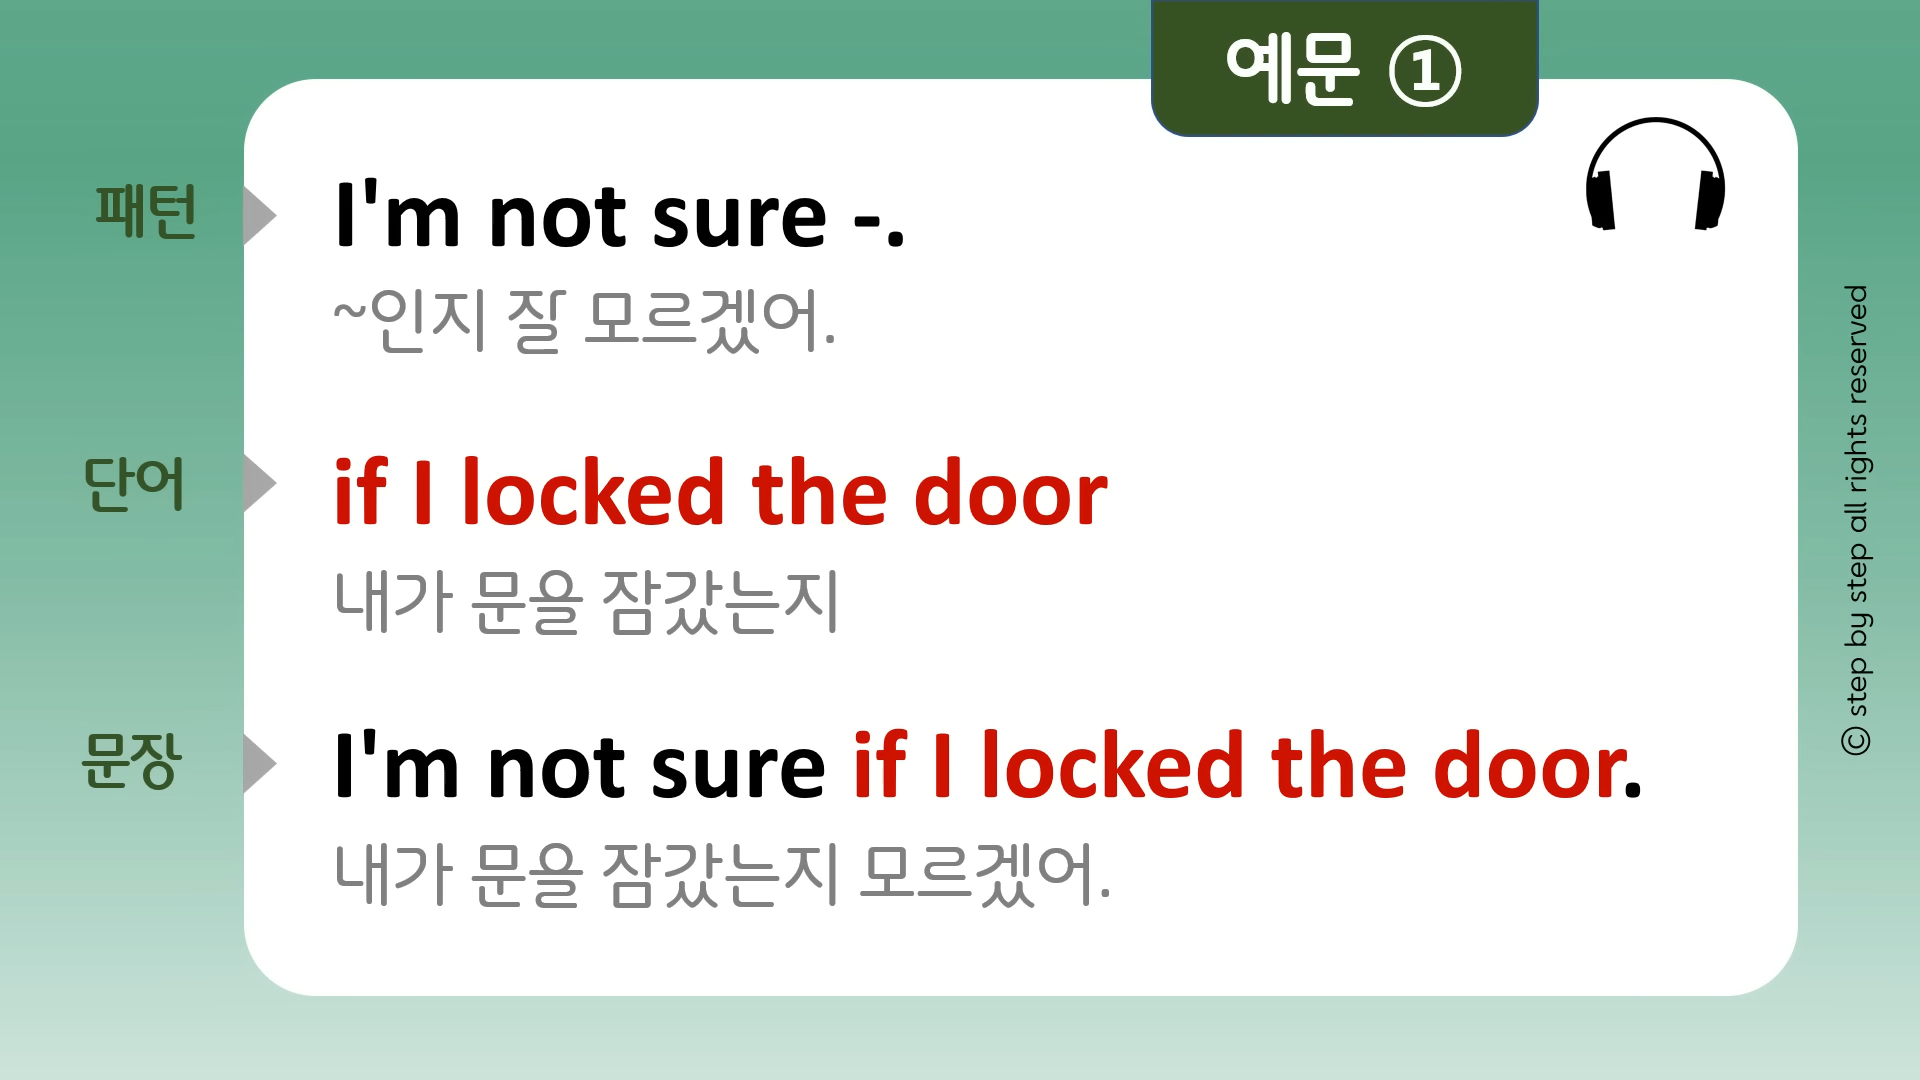 예문 ①
패턴
I'm not sure -.
~인지 잘 모르겠어.
단어
if I locked the door
내가 문을 잠갔는지
문장
I'm not sure if I locked the door.
내가 문을 잠갔는지 모르겠어.
© step by step all rights reserved